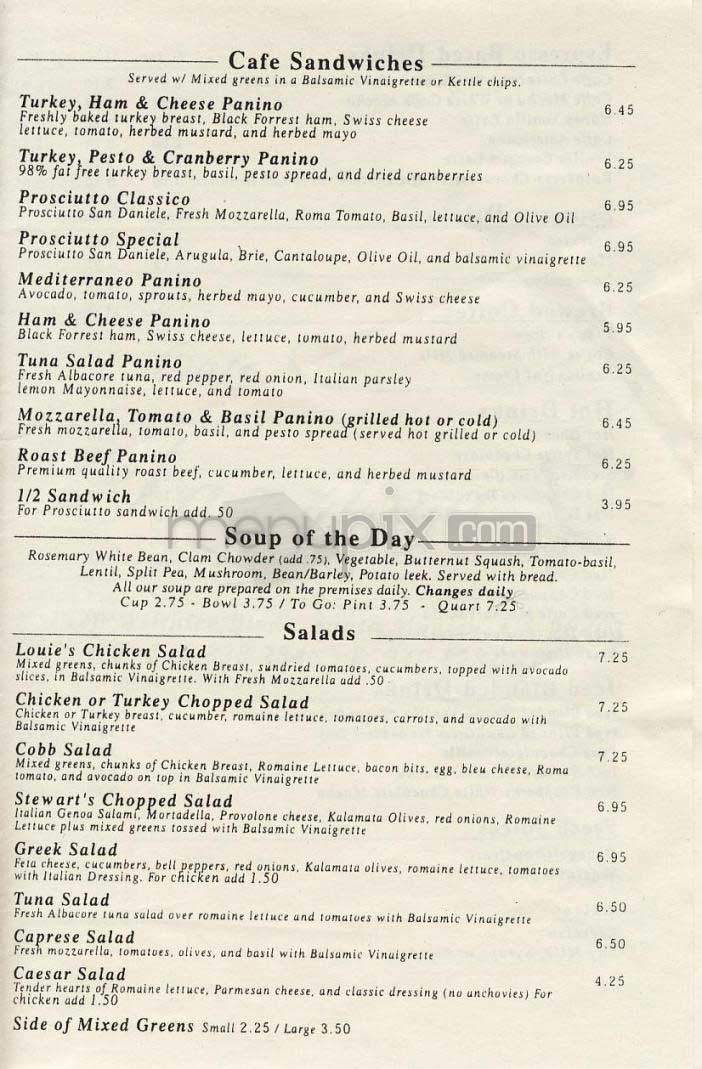 Cafe Sandwiches
Served w/ Mixed greens in a Balsamic Vinaigrette or Kettle chips.
Turkey, Ham & Cheese Panino 6.45
Freshly baked turkey breast, Black Forrest ham, Swiss cheese
lettuce, tomato, herbed mustard, and herbed mayo
Turkey, Pesto & Cranberry Panino 6.25
98% fat free turkey breast, basil, pesto spread, and dried cranberries
Prosciutto Classico 6.95
Prosciutto San Daniele, Fresh Mozzarella, Roma Tomato, Basil, lettuce, and Olive Oil
Prosciutto Special 6.95
Prosciutto San Daniele, Arugula, Brie, Cantaloupe, Olive Oil, and balsamic vinaigrette
Mediterraneo Panino 6.25
Avocado, tomato, sprouts, herbed mayo, cucumber, and Swiss cheese
Ham & Cheese Panino 5.95
Black Forrest ham, Swiss cheese, lettuce, tomato, herbed mustard
Tuna Salad Panino 6.25
Fresh Albacore tuna, red pepper, red onion, Italian parsley
lemon Mayonnaise, lettuce, and tomato
Mozzarella, Tomato & Basil Panino (grilled hot or cold) 6.45
Fresh mozzarella, tomato, basil, and pesto spread (served hot grilled or cold)
Roast Beef Panino 6.25
Premium quality roast beef, cucumber, lettuce, and herbed mustard
1/2 Sandwich 3.95
For Prosciutto sandwich add. 50
menupix.com
Soup of the Day
Rosemary White Bean, Clam Chowder (add .75), Vegetable, Butternut Squash, Tomato-basil,
Lentil, Split Pea, Mushroom, Bean/Barley, Potato leek. Served with bread.
All our soup are prepared on the premises daily. Changes daily
Cup 2.75 - Bowl 3.75 / To Go: Pint 3.75 - Quart 7.25
Salads
Louie's Chicken Salad 7.25
Mixed greens, chunks of Chicken Breast, sundried tomatoes, cucumbers, topped with avocado
slices, in Balsamic Vinaigrette. With Fresh Mozzarella add .50
Chicken or Turkey Chopped Salad 7.25
Chicken or Turkey breast, cucumber, romaine lettuce, tomatoes, carrots, and avocado with
Balsamic Vinaigrette
Cobb Salad 7.25
Mixed greens, chunks of Chicken Breast, Romaine Lettuce, bacon bits, egg, bleu cheese, Roma
tomato, and avocado on top in Balsamic Vinaigrette
Stewart's Chopped Salad 6.95
Italian Genoa Salami, Mortadella, Provolone cheese, Kalamata Olives, red onions, Romaine
Lettuce plus mixed greens tossed with Balsamic Vinaigrette
Greek Salad 6.95
Feta cheese, cucumbers, bell peppers, red onions, Kalamata olives, romaine lettuce, tomatoes
with Italian Dressing. For chicken add 1.50
Tuna Salad 6.50
Fresh Albacore tuna salad over romaine lettuce and tomatoes with Balsamic Vinaigrette
Caprese Salad 6.50
Fresh mozzarella, tomatoes, olives, and basil with Balsamic Vinaigrette
Caesar Salad 4.25
Tender hearts of Romaine lettuce, Parmesan cheese, and classic dressing (no anchovies) For
chicken add 1.50
Side of Mixed Greens Small 2.25 / Large 3.50